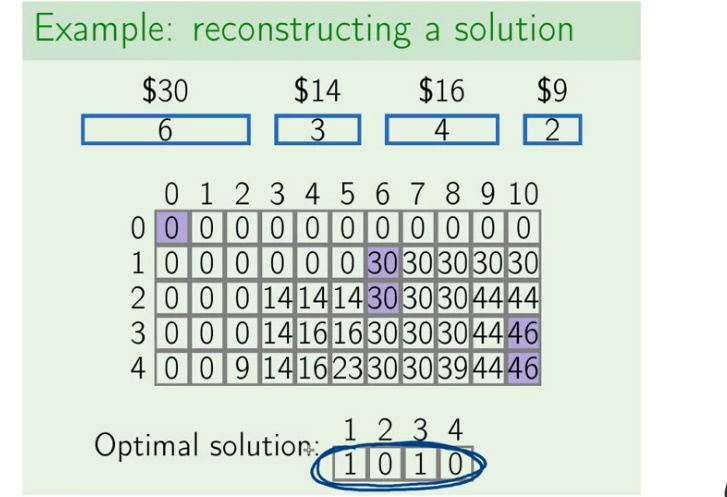 Example: reconstructing a solution
$30 $14 $16 $9
6 3 4 2
0 1 2 3 4 5 6 7 8 9 10
0 0 0 0 0 0 0 0 0 0 0 0
1 0 0 0 0 0 0 30 30 30 30 30
2 0 0 0 14 14 14 30 30 30 44 44
3 0 0 0 14 16 16 30 30 30 44 46
4 0 0 9 14 16 23 30 30 39 44 46
1 2 3 4
Optimal solution: 1 0 1 0